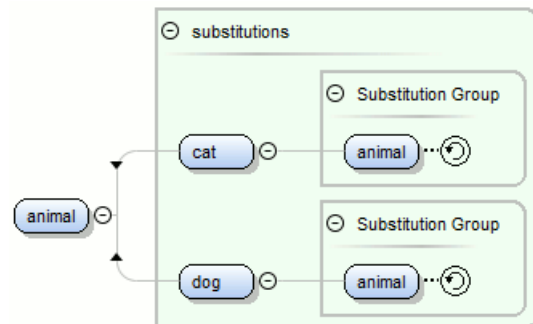 substitutions
Substitution Group
cat
animal
animal
Substitution Group
dog
animal